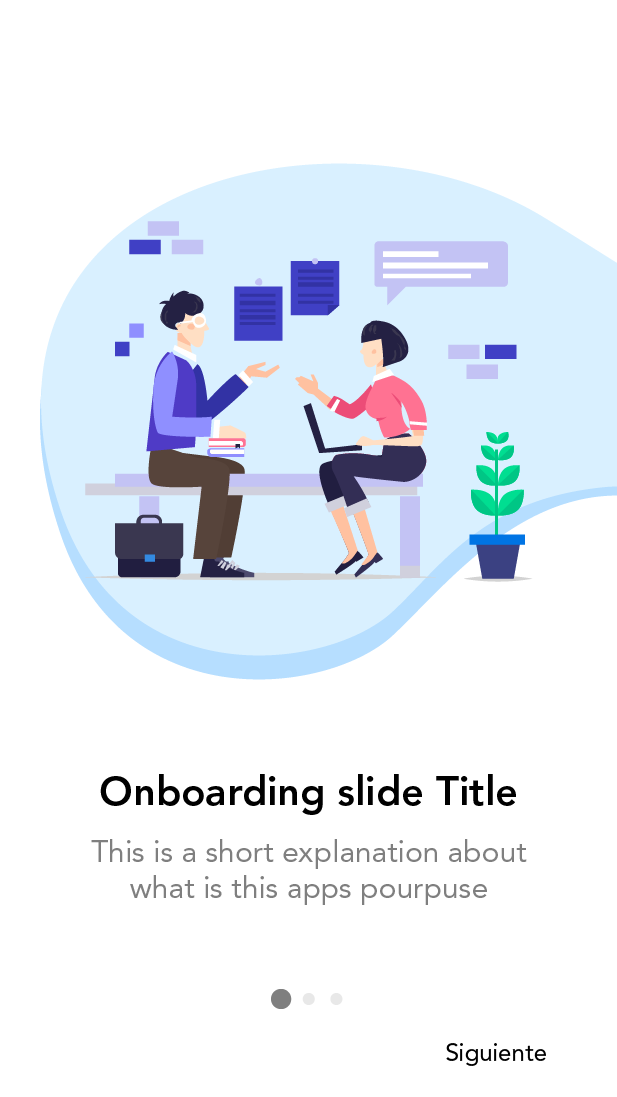 Onboarding slide Title
This is a short explanation about
what is this apps pourpuse
Siguiente